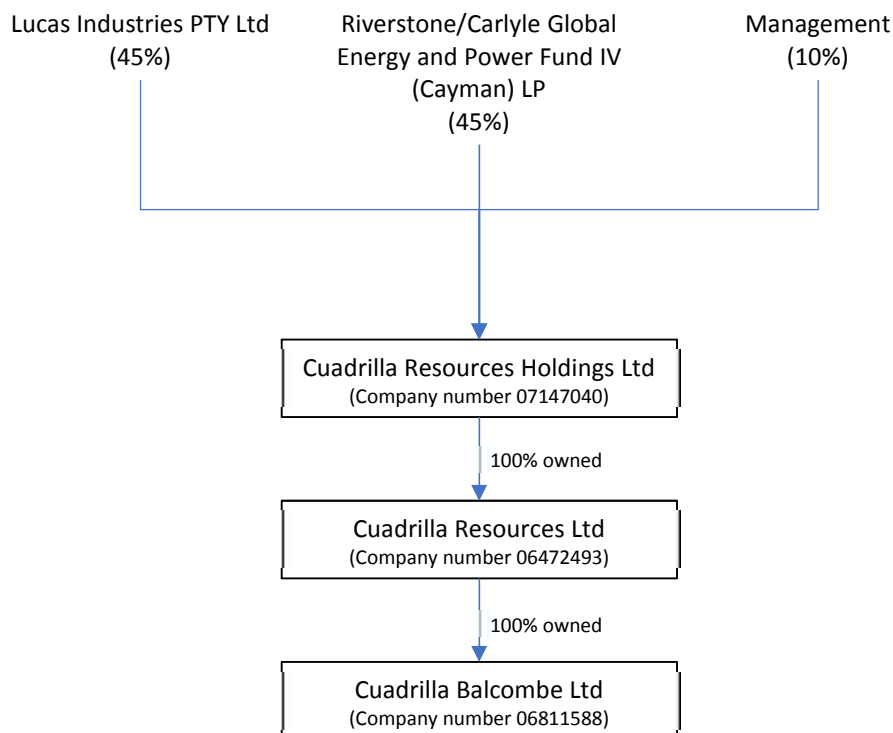 Lucas Industries PTY Ltd
(45%)
Riverstone/Carlyle Global
Energy and Power Fund IV
(Cayman) LP
(45%)
Management
(10%)
Cuadrilla Resources Holdings Ltd
(Company number 07147040)
100% owned
Cuadrilla Resources Ltd
(Company number 06472493)
100% owned
Cuadrilla Balcombe Ltd
(Company number 06811588)